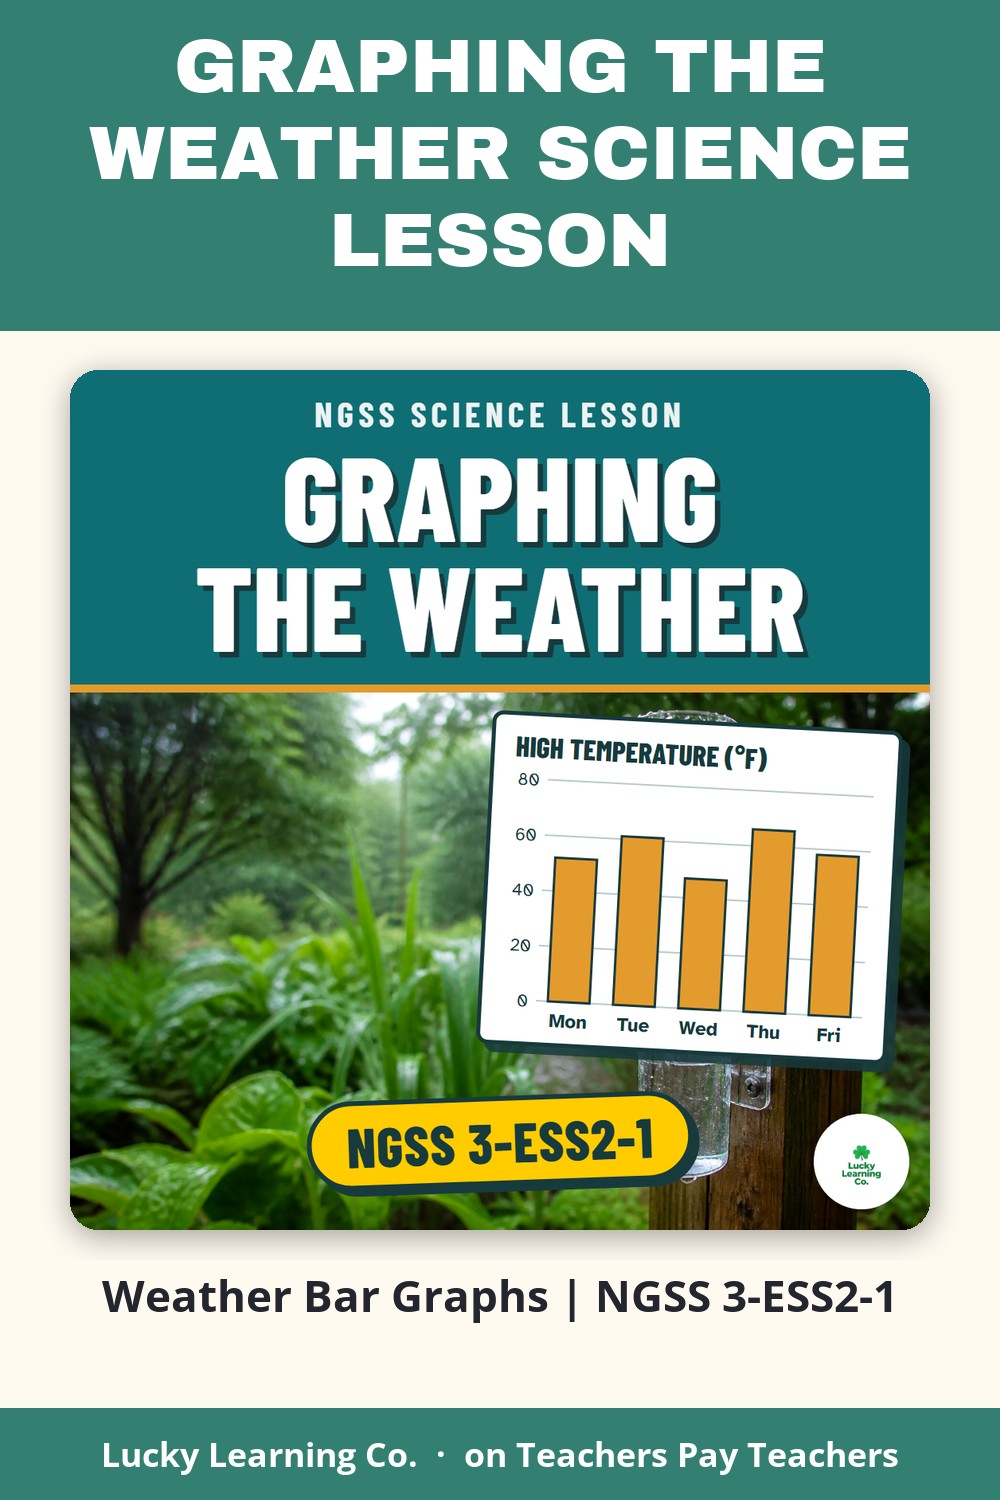 GRAPHING THE
WEATHER SCIENCE
LESSON
NGSS SCIENCE LESSON
GRAPHING
THE WEATHER
HIGH TEMPERATURE (°F)
80
60
40
20
0
Mon Tue Wed Thu Fri
NGSS 3-ESS2-1
Lucky
Learning
Co.
Weather Bar Graphs | NGSS 3-ESS2-1
Lucky Learning Co. · on Teachers Pay Teachers